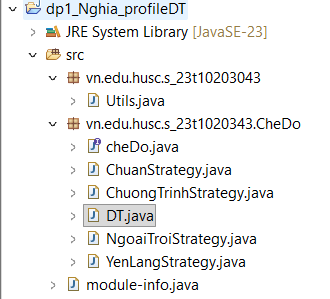 dp1_Nghia_profileDT
JRE System Library [JavaSE-23]
src
vn.edu.husc.s_23t10203043
Utils.java
vn.edu.husc.s_23t1020343.CheDo
cheDo.java
ChuanStrategy.java
ChuongTrinhStrategy.java
DT.java
NgoaiTroiStrategy.java
YenLangStrategy.java
module-info.java